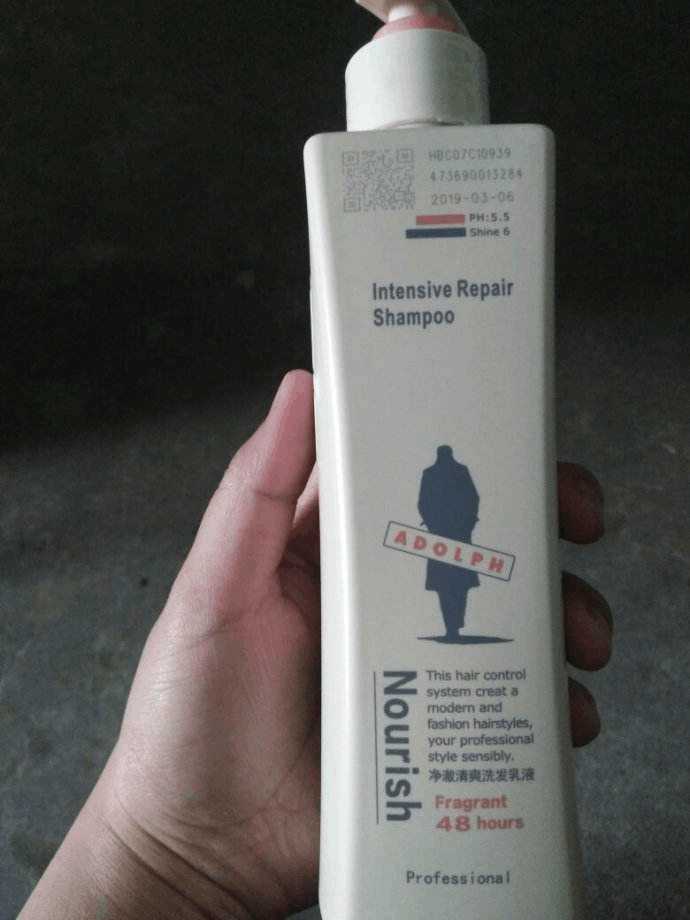 HBC07C10939
473690013284
2019-03-06
PH:5.5
Shine 6
Intensive Repair
Shampoo
ADOLPH
Nourish
This hair control
system creat a
modern and
fashion hairstyles,
your professional
style sensibly.
净澈清爽洗发乳液
Fragrant
48 hours
Professional